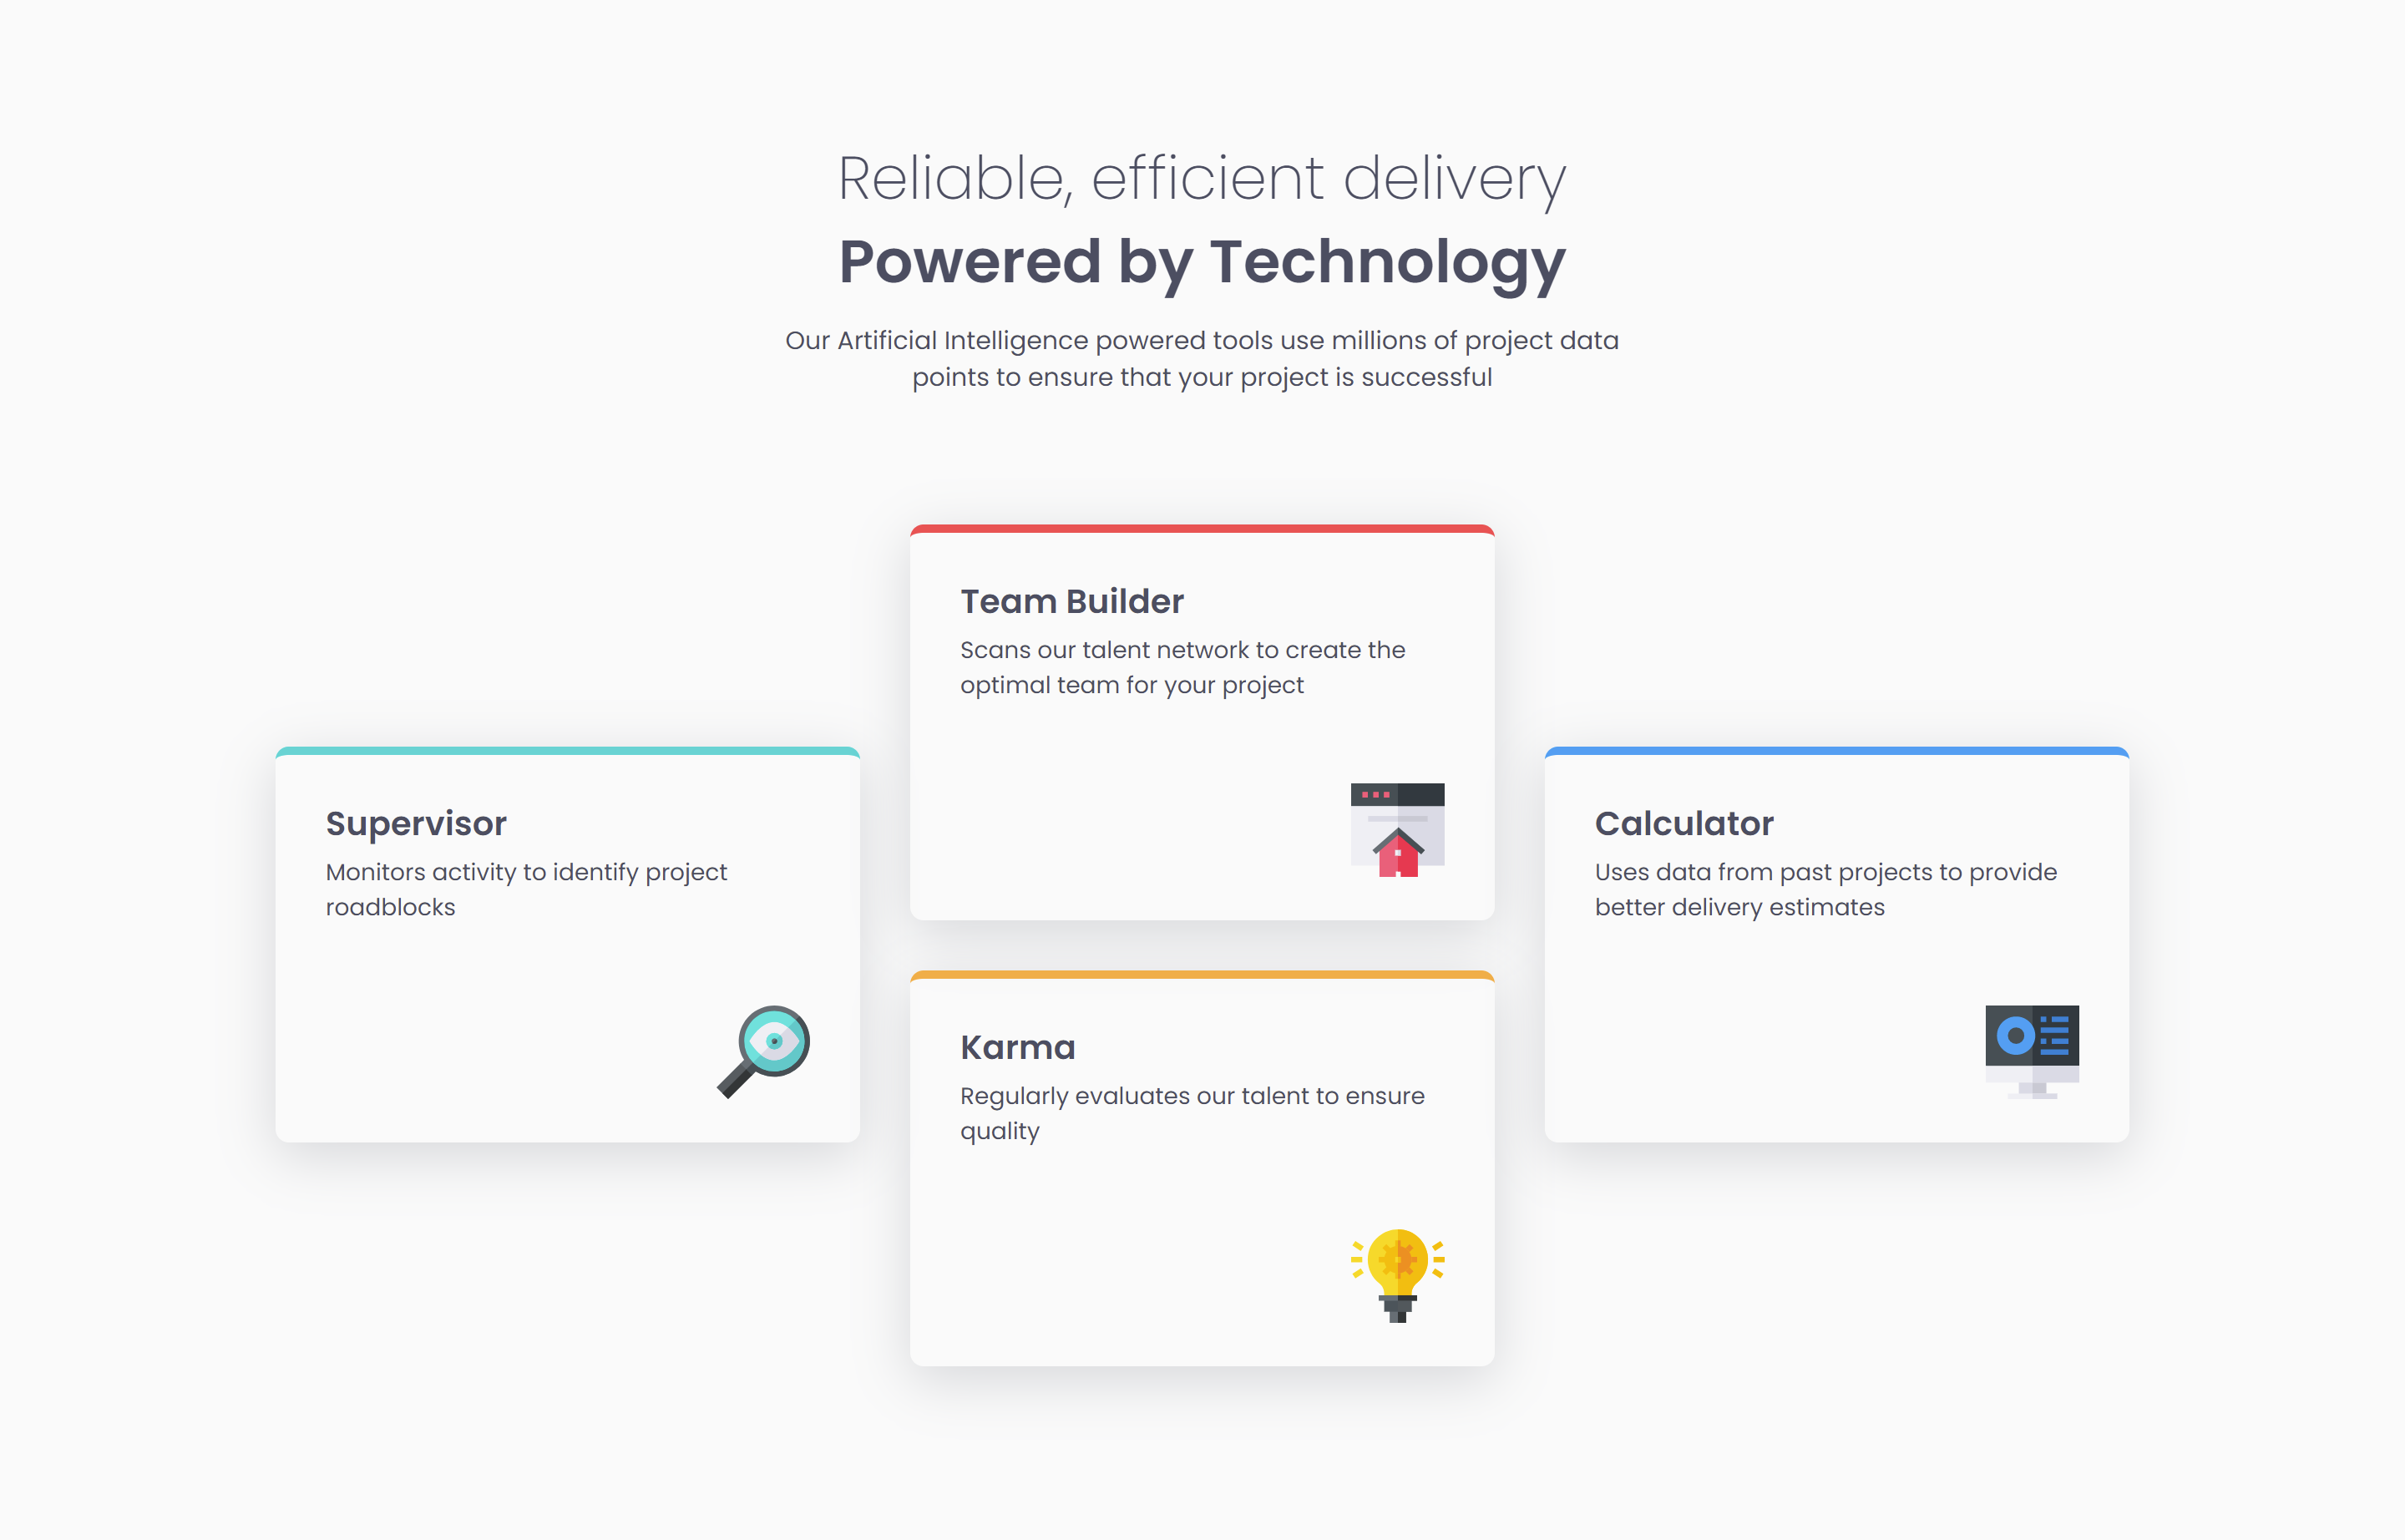 Reliable, efficient delivery
Powered by Technology
Our Artificial Intelligence powered tools use millions of project data
points to ensure that your project is successful
Supervisor
Monitors activity to identify project
roadblocks
Team Builder
Scans our talent network to create the
optimal team for your project
Karma
Regularly evaluates our talent to ensure
quality
Calculator
Uses data from past projects to provide
better delivery estimates